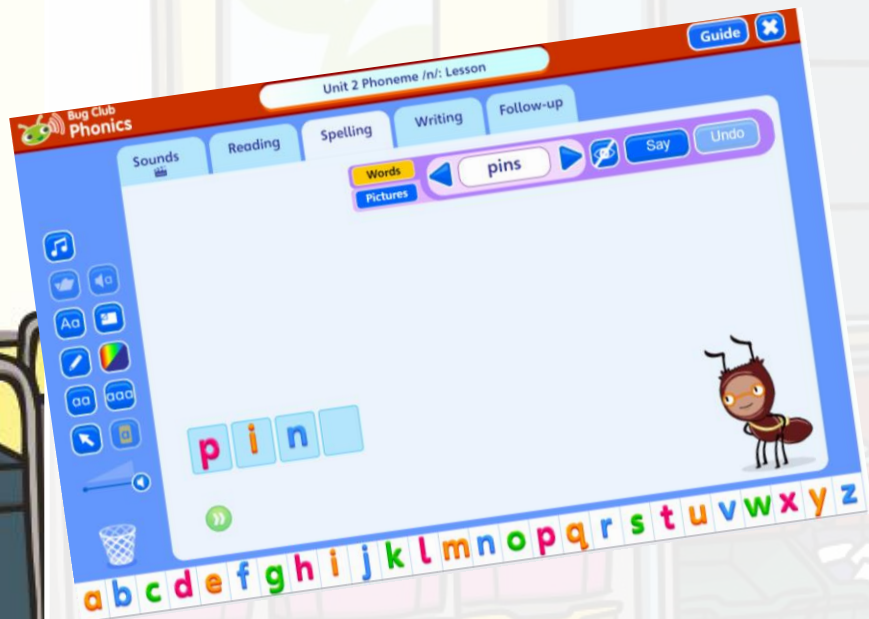 Guide
Unit 2 Phoneme /n/: Lesson
Bug Club
Phonics
Sounds
Reading
Spelling
Writing
Follow-up
Words
Pictures
pins
Say
Undo
a
Aa
aa
aaa
a
p i n
a b c d e f g h i j k l m n o p q r s t u v w x y z